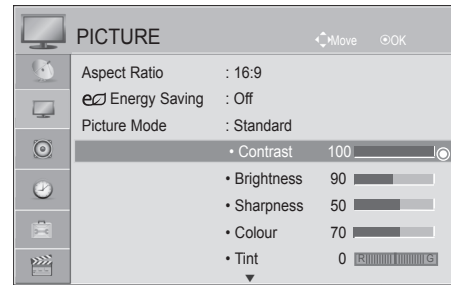 PICTURE Move OK
Aspect Ratio : 16:9
e Energy Saving : Off
Picture Mode : Standard
• Contrast 100
• Brightness 90
• Sharpness 50
• Colour 70
• Tint 0 R G